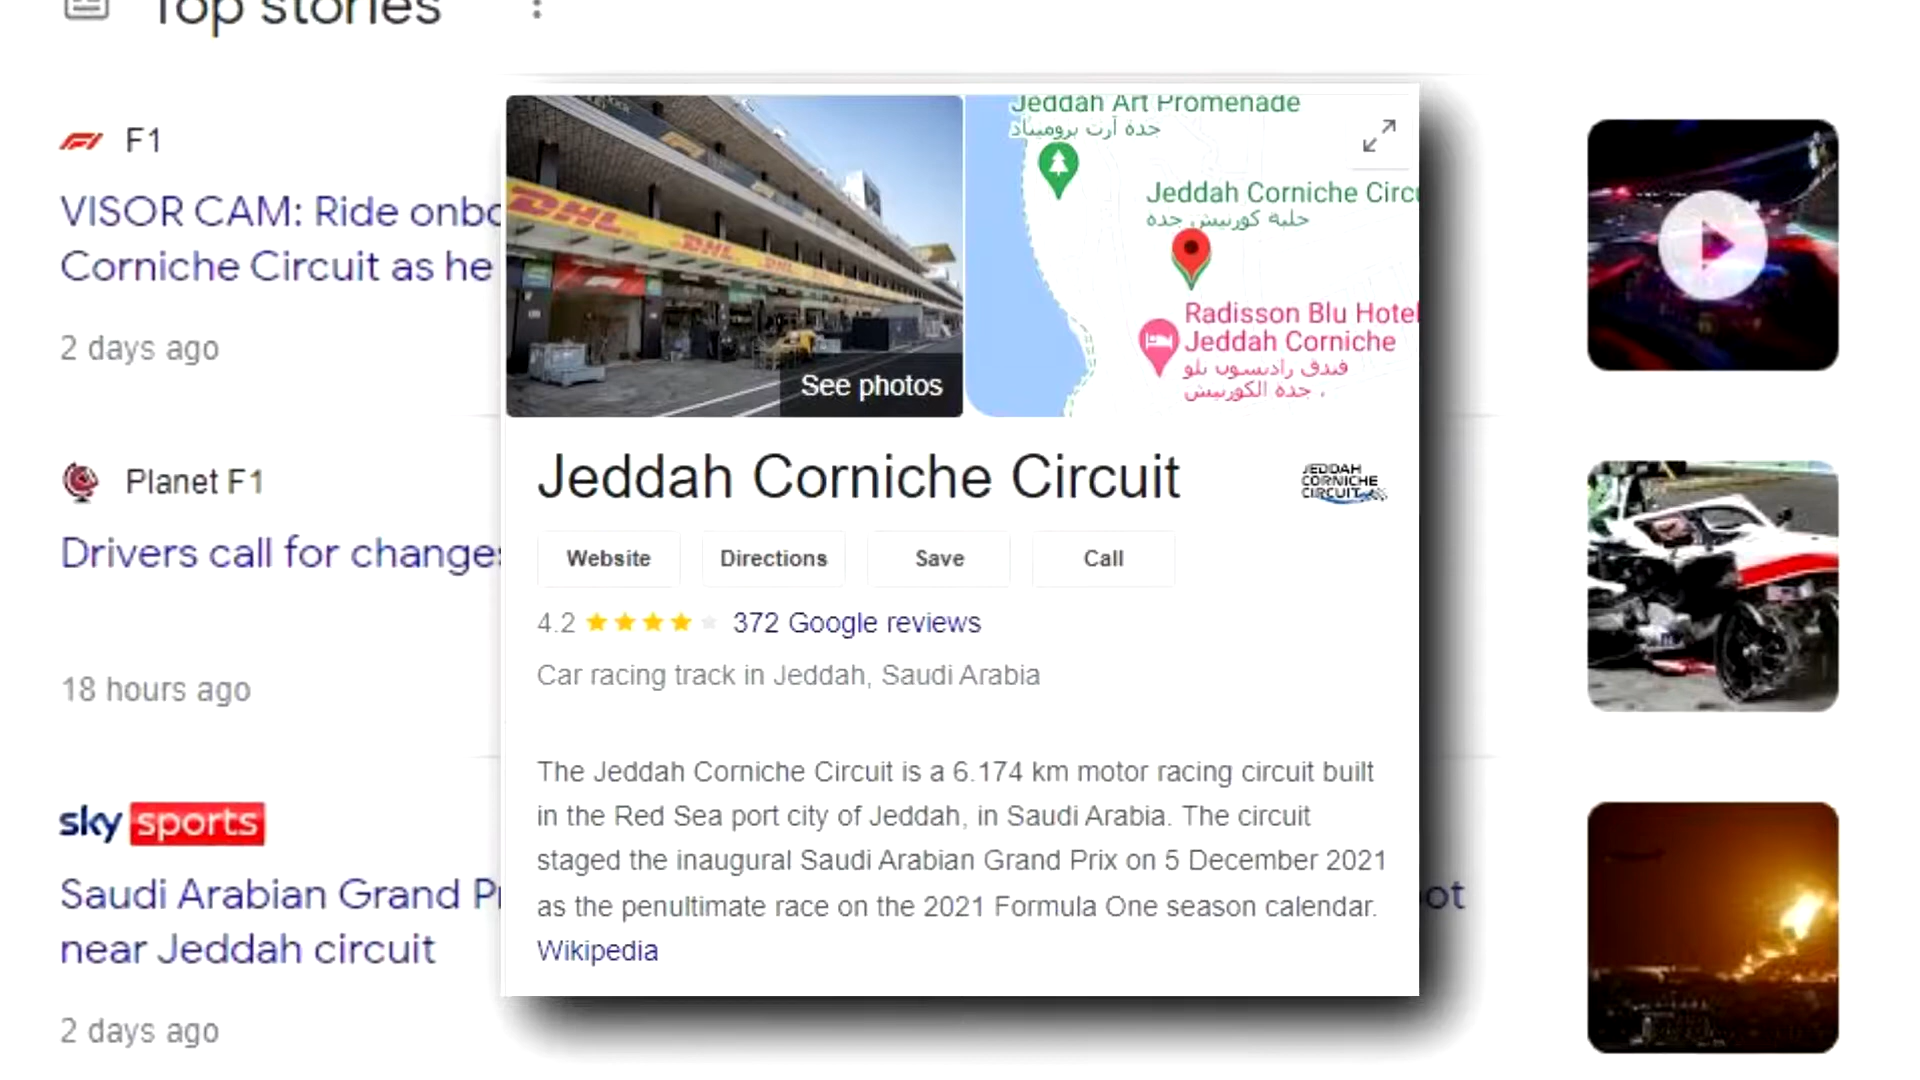 Top stories
F1
VISOR CAM: Ride onbo
Corniche Circuit as he
2 days ago
Planet F1
Drivers call for change
18 hours ago
sky sports
Saudi Arabian Grand Pr
near Jeddah circuit
ot
2 days ago
DHL
DHL
DHL
See photos
Jeddah Art Promenade
جدة آرت بروميناد
Jeddah Corniche Circu
حلبة كورنيش جدة
Radisson Blu Hotel
Jeddah Corniche
فندق راديسون بلو
، جدة الكورنيش
Jeddah Corniche Circuit
JEDDAH
CORNICHE
CIRCUIT
Website
Directions
Save
Call
4.2
372 Google reviews
Car racing track in Jeddah, Saudi Arabia
The Jeddah Corniche Circuit is a 6.174 km motor racing circuit built
in the Red Sea port city of Jeddah, in Saudi Arabia. The circuit
staged the inaugural Saudi Arabian Grand Prix on 5 December 2021
as the penultimate race on the 2021 Formula One season calendar.
Wikipedia